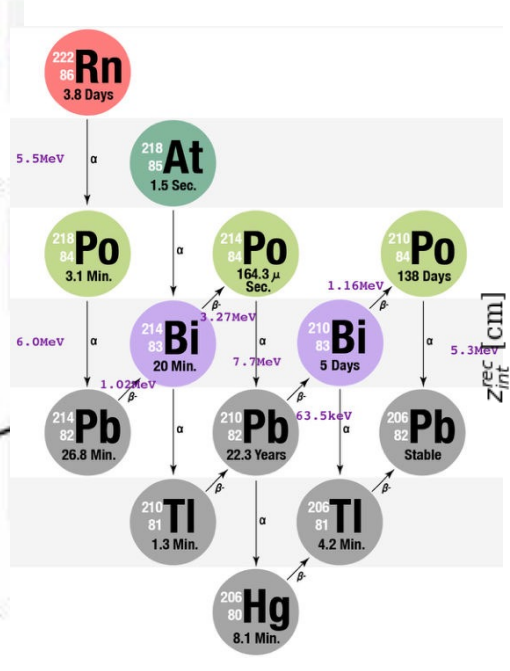 222
86 Rn
3.8 Days
5.5MeV
α
218
85 At
1.5 Sec.
218
84 Po
3.1 Min.
α
214
84 Po
164.3 μ
Sec.
210
84 Po
138 Days
1.16MeV
β-
β-
3.27MeV
6.0MeV
α
214
83 Bi
20 Min.
7.7MeV
α
210
83 Bi
5 Days
α
5.3MeV
z_int^rec [cm]
1.02MeV
β-
β-
63.5keV
214
82 Pb
26.8 Min.
α
210
82 Pb
22.3 Years
α
206
82 Pb
Stable
β-
β-
210
81 Tl
1.3 Min.
α
206
81 Tl
4.2 Min.
β-
206
80 Hg
8.1 Min.